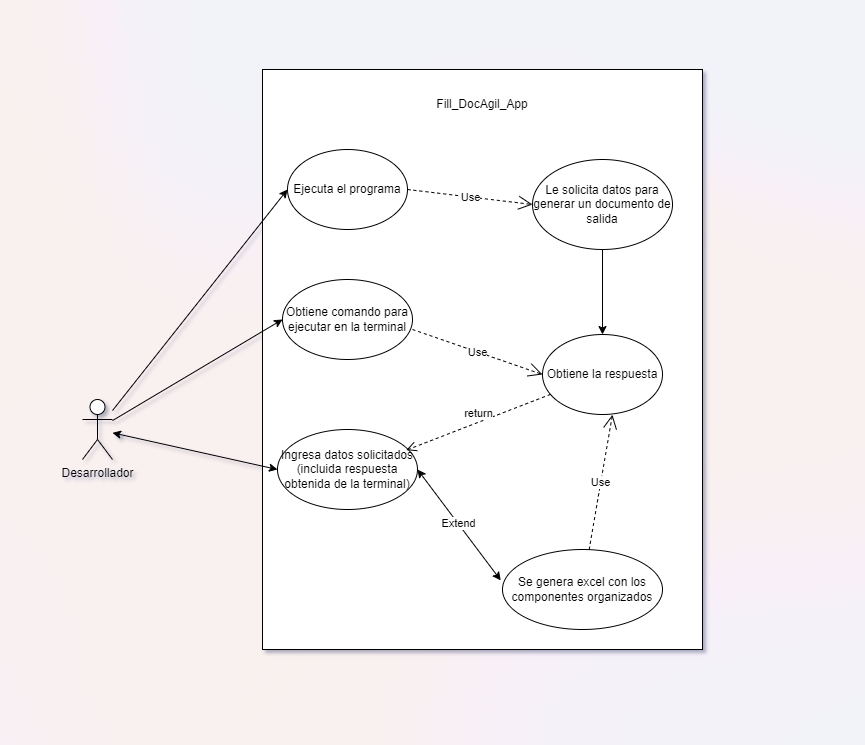 Fill_DocAgil_App
Ejecuta el programa
Use
Le solicita datos para
generar un documento de
salida
Obtiene comando para
ejecutar en la terminal
Use
Obtiene la respuesta
return
Ingresa datos solicitados
(incluida respuesta
obtenida de la terminal)
Desarrollador
Use
Extend
Se genera excel con los
componentes organizados